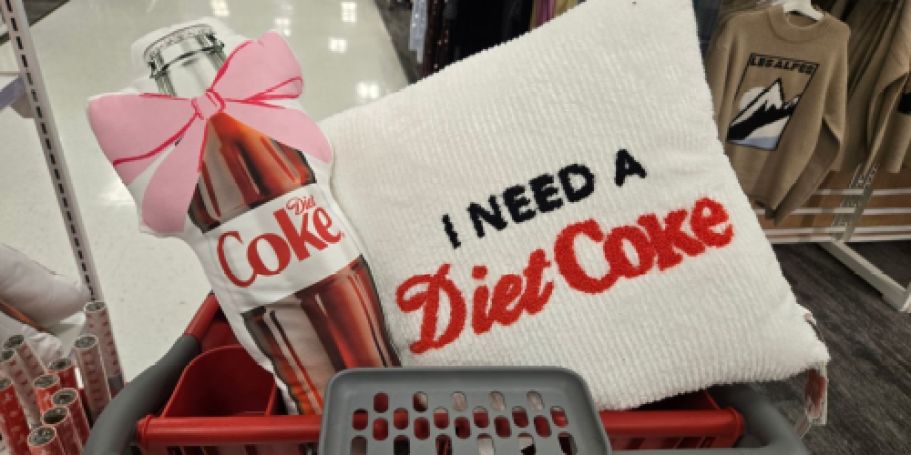 Diet
Coke
I NEED A
Diet Coke
LES ALPES